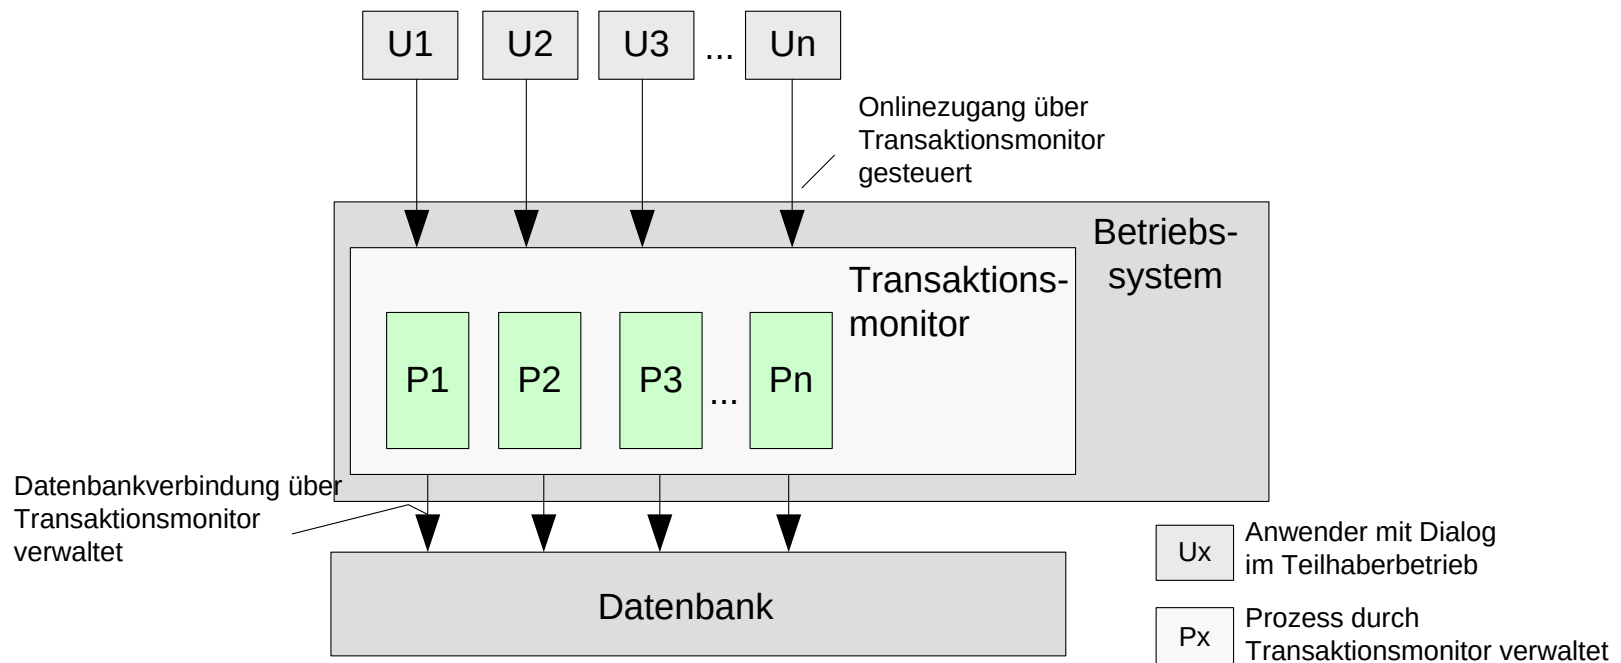 U1 U2 U3 ... Un
Onlinezugang über
Transaktionsmonitor
gesteuert
Betriebs-
system
Transaktions-
monitor
P1 P2 P3 ... Pn
Datenbankverbindung über
Transaktionsmonitor
verwaltet
Datenbank
Ux
Anwender mit Dialog
im Teilhaberbetrieb
Px
Prozess durch
Transaktionsmonitor verwaltet